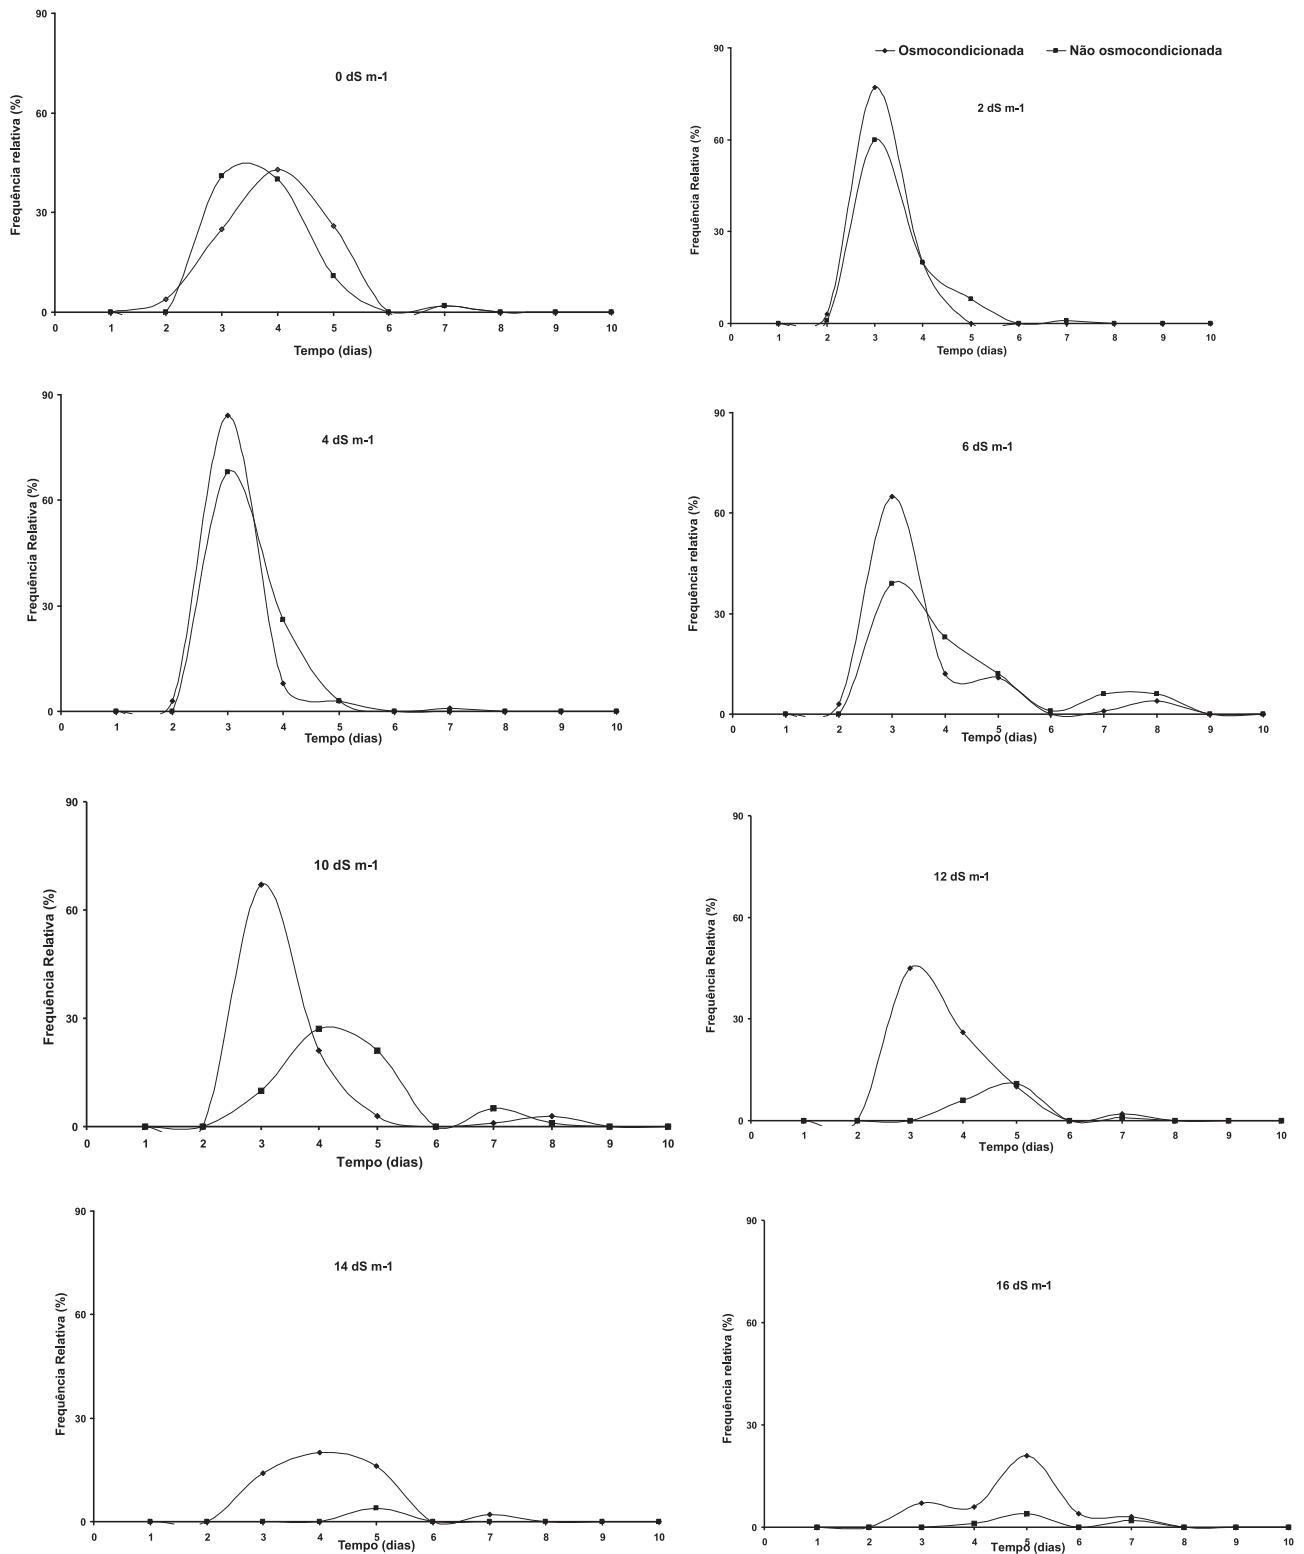 90
0 dS m-1
60
Frequência relativa (%)
30
0
0 1 2 3 4 5 6 7 8 9 10
Tempo (dias)
90
Osmocondicionada Não osmocondicionada
2 dS m-1
60
Frequência Relativa (%)
30
0
0 1 2 3 4 5 6 7 8 9 10
Tempo (dias)
90
4 dS m-1
60
Frequência Relativa (%)
30
0
0 1 2 3 4 5 6 7 8 9 10
Tempo (dias)
90
6 dS m-1
60
Frequência relativa (%)
30
0
0 1 2 3 4 5 6 7 8 9 10
Tempo (dias)
90
10 dS m-1
60
Frequência Relativa (%)
30
0
0 1 2 3 4 5 6 7 8 9 10
Tempo (dias)
90
12 dS m-1
60
Frequência Relativa (%)
30
0
0 1 2 3 4 5 6 7 8 9 10
Tempo (dias)
90
14 dS m-1
60
Frequência Relativa (%)
30
0
0 1 2 3 4 5 6 7 8 9 10
Tempo (dias)
90
16 dS m-1
60
Frequência relativa (%)
30
0
0 1 2 3 4 5 6 7 8 9 10
Tempo (dias)